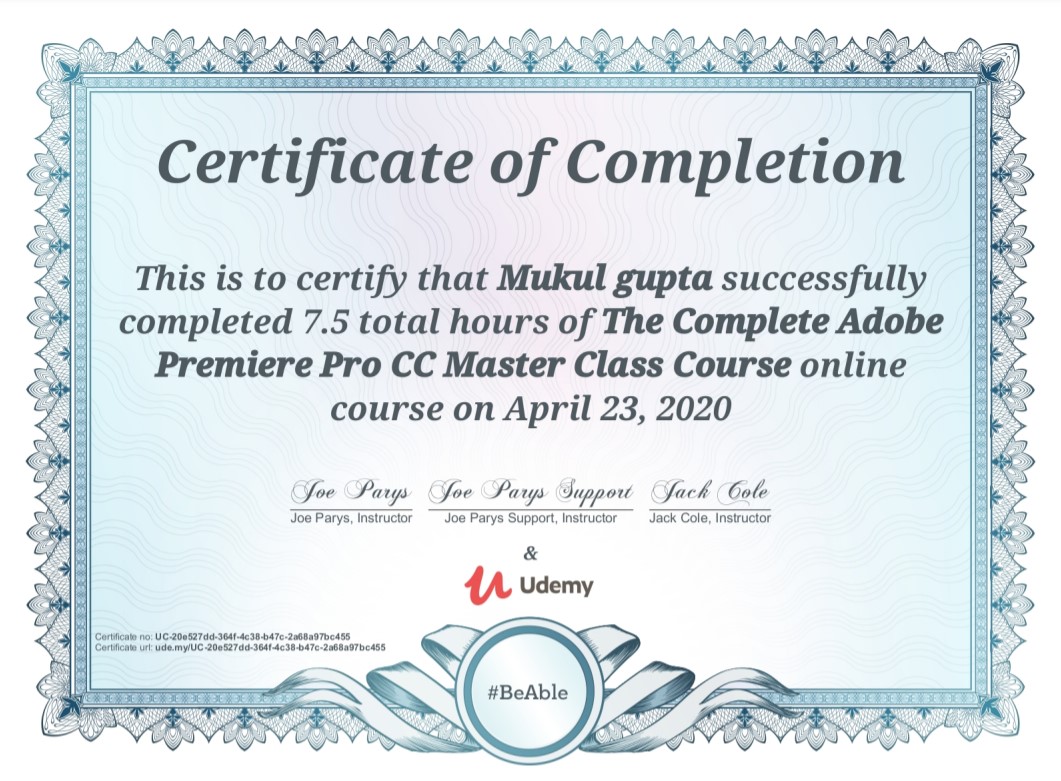 Certificate of Completion
This is to certify that Mukul gupta successfully
completed 7.5 total hours of The Complete Adobe
Premiere Pro CC Master Class Course online
course on April 23, 2020
Joe Parys Joe Parys Support Jack Cole
Joe Parys, Instructor Joe Parys Support, Instructor Jack Cole, Instructor
&
Udemy
Certificate no: UC-20e527dd-364f-4c38-b47c-2a68a97bc455
Certificate url: ude.my/UC-20e527dd-364f-4c38-b47c-2a68a97bc455
#BeAble